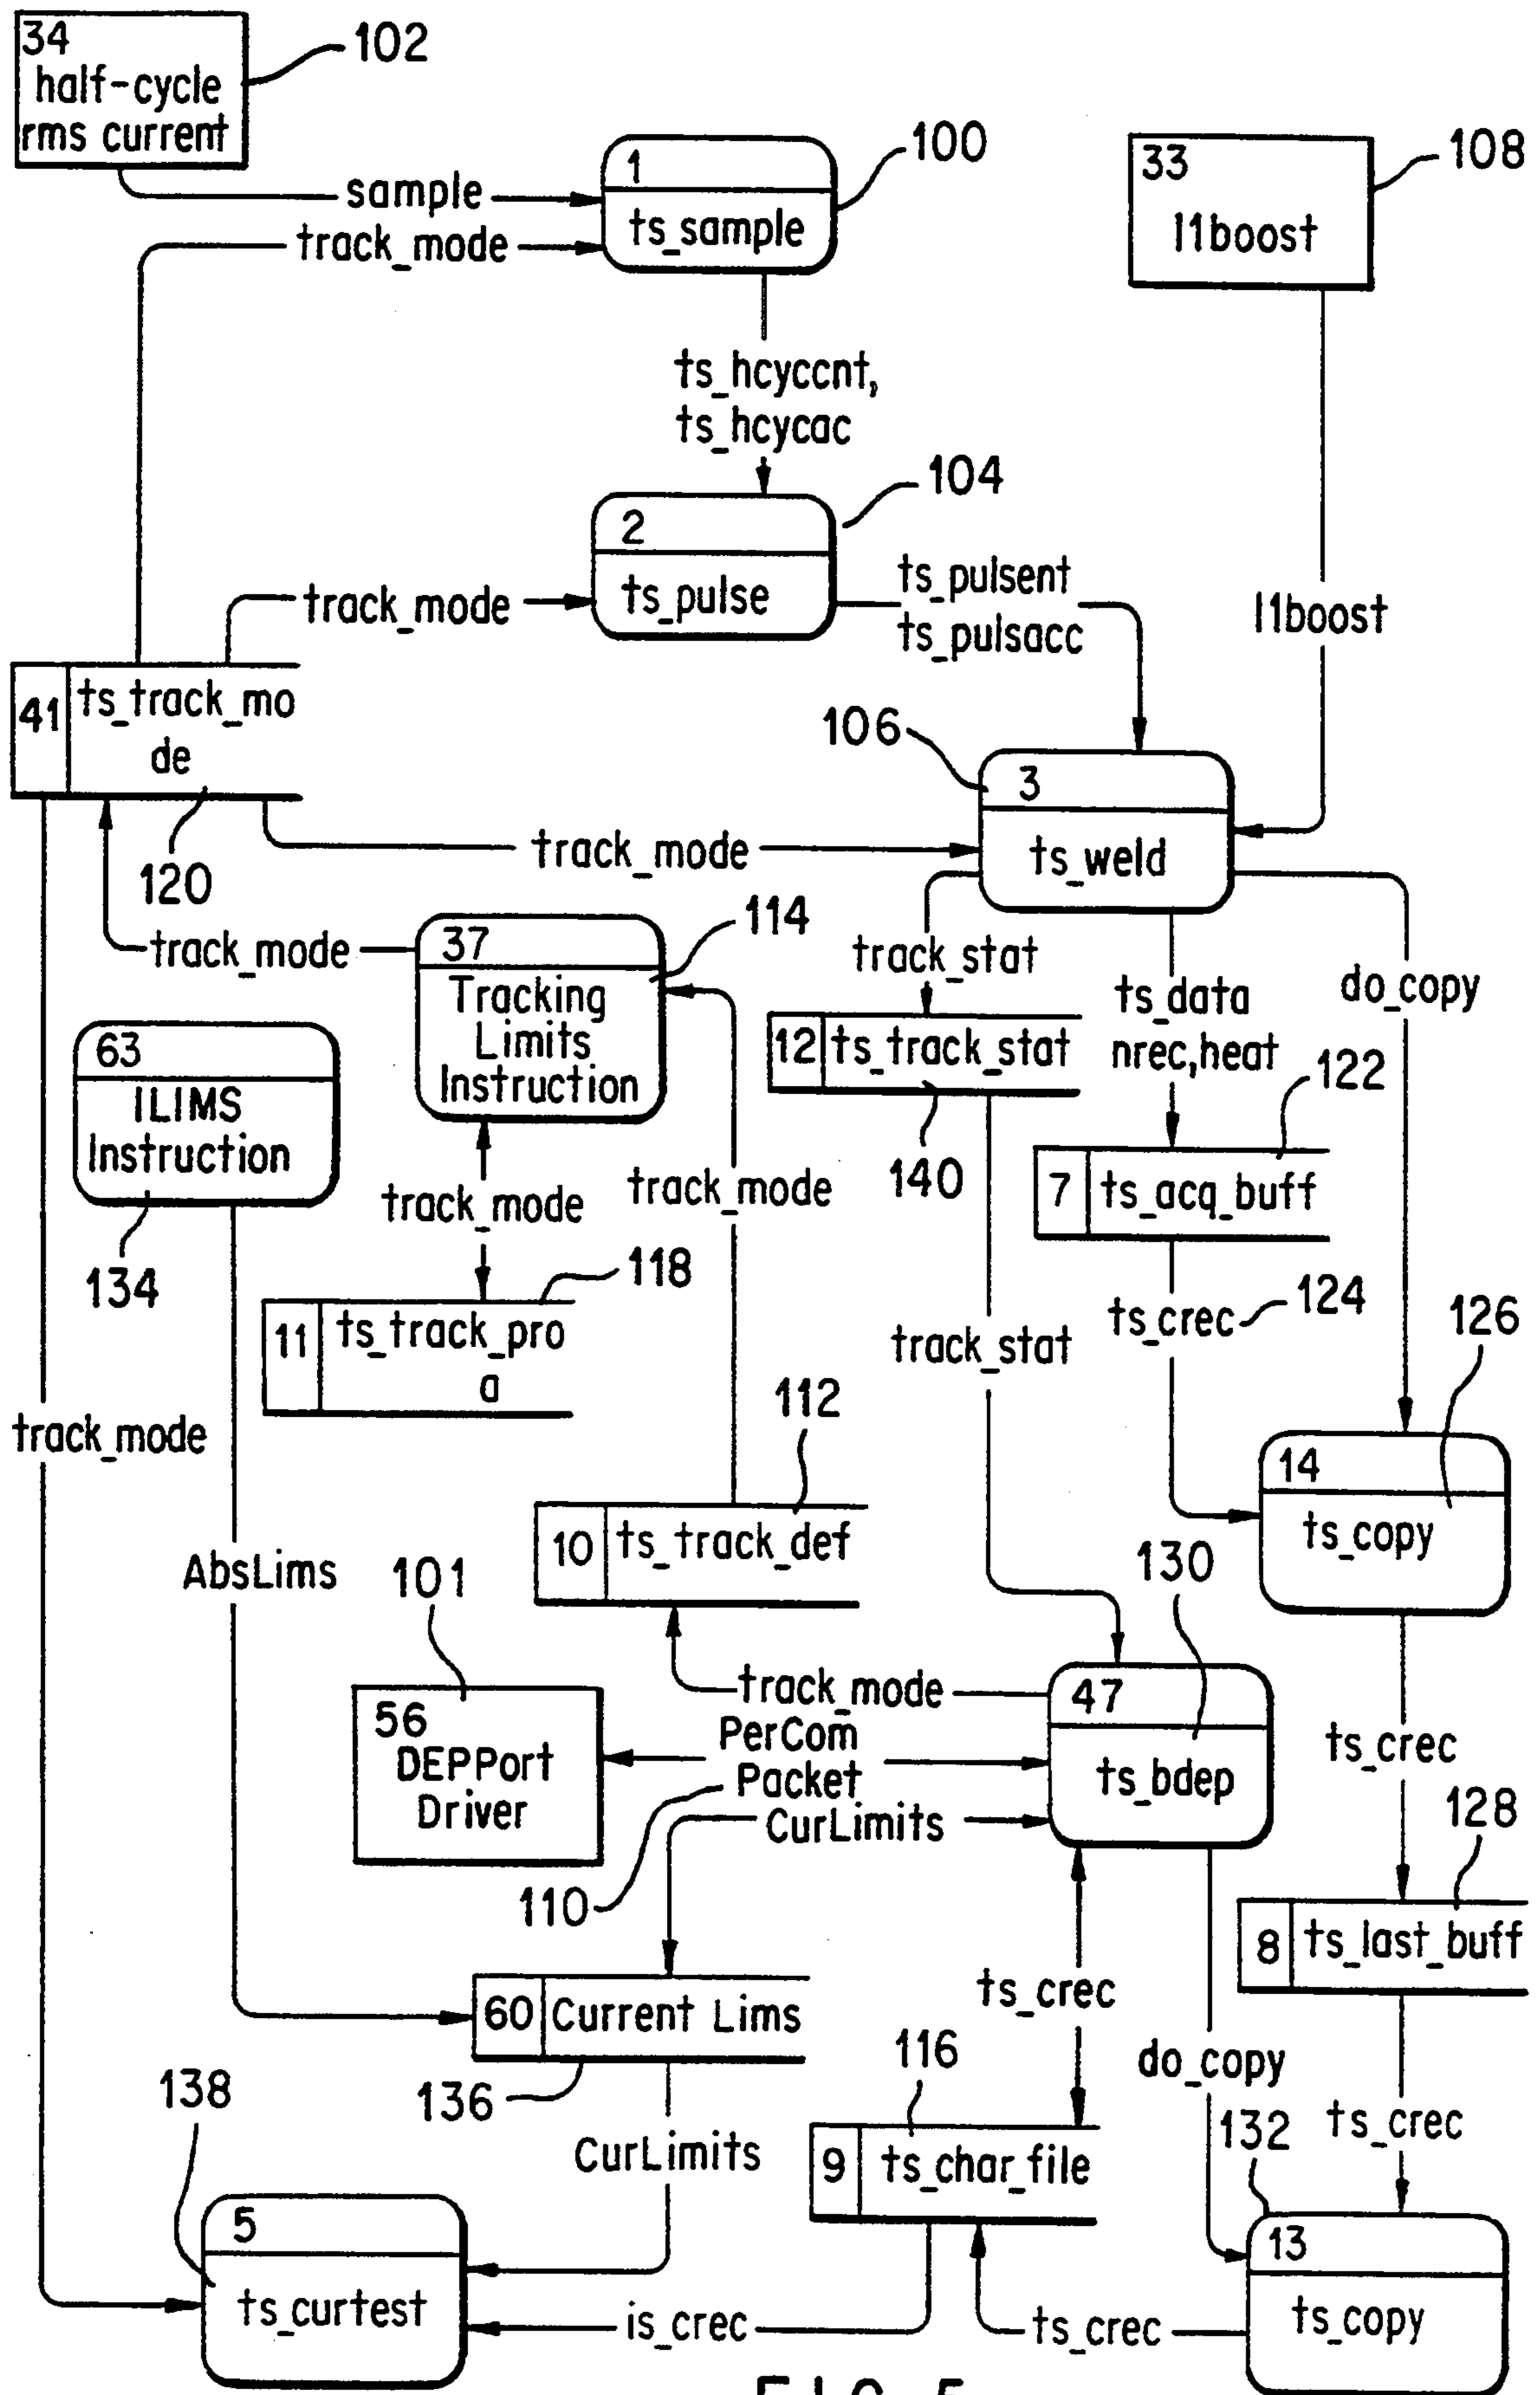 34
half-cycle
rms current
102
sample
track_mode
1
ts_sample
100
33
l1boost
108
ts_hcyccnt,
ts_hcycac
2
ts_pulse
104
track_mode
ts_pulsent
ts_pulsacc
l1boost
41
ts_track_mo
de
120
106
3
ts_weld
track_mode
track_mode
37
Tracking
Limits
Instruction
114
track_stat
ts_data
nrec,heat
do_copy
63
ILIMS
Instruction
134
12
ts_track_stat
140
122
7
ts_acq_buff
track_mode
track_mode
118
11
ts_track_pro
a
ts_crec
124
126
track_stat
track_mode
112
10
ts_track_def
14
ts_copy
AbsLims
101
130
56
DEPPort
Driver
track_mode
PerCom
Packet
CurLimits
110
47
ts_bdep
ts_crec
128
8
ts_last_buff
60
Current Lims
136
ts_crec
do_copy
116
9
ts_char_file
132
ts_crec
138
CurLimits
5
ts_curtest
is_crec
ts_crec
13
ts_copy
FIG. 5